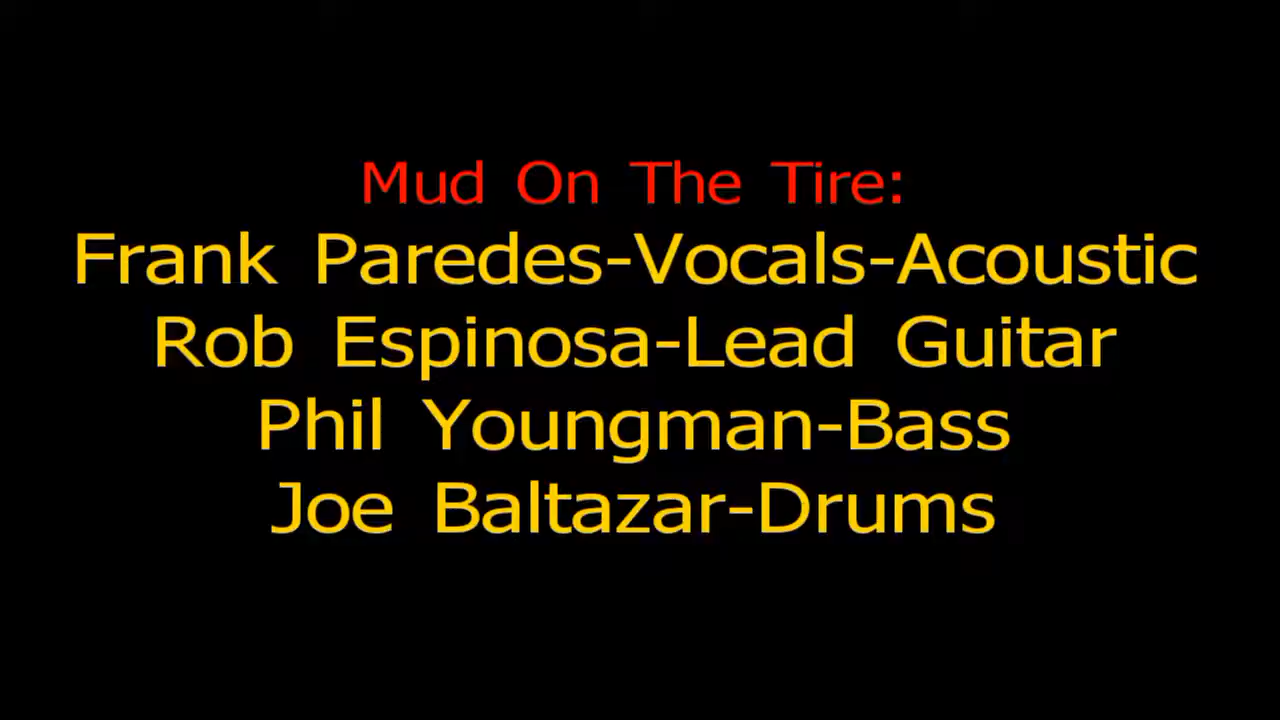 Mud On The Tire:
Frank Paredes-Vocals-Acoustic
Rob Espinosa-Lead Guitar
Phil Youngman-Bass
Joe Baltazar-Drums